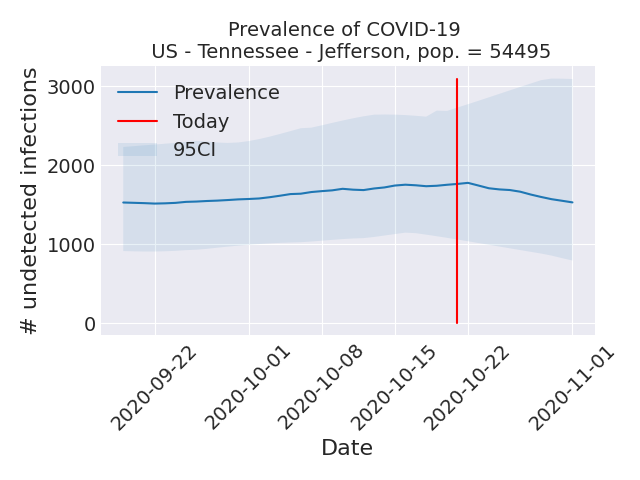 Prevalence of COVID-19
US - Tennessee - Jefferson, pop. = 54495
# undetected infections
3000
2000
1000
0
Prevalence
Today
95CI
2020-09-22
2020-10-01
2020-10-08
2020-10-15
2020-10-22
2020-11-01
Date